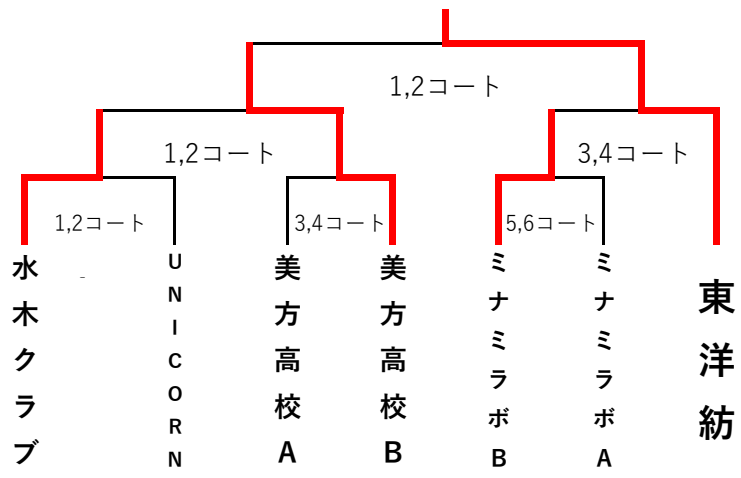 1,2コート
1,2コート
3,4コート
1,2コート
3,4コート
5,6コート
水木クラブ
UNICORN
美方高校A
美方高校B
ミナミラボB
ミナミラボA
東洋紡